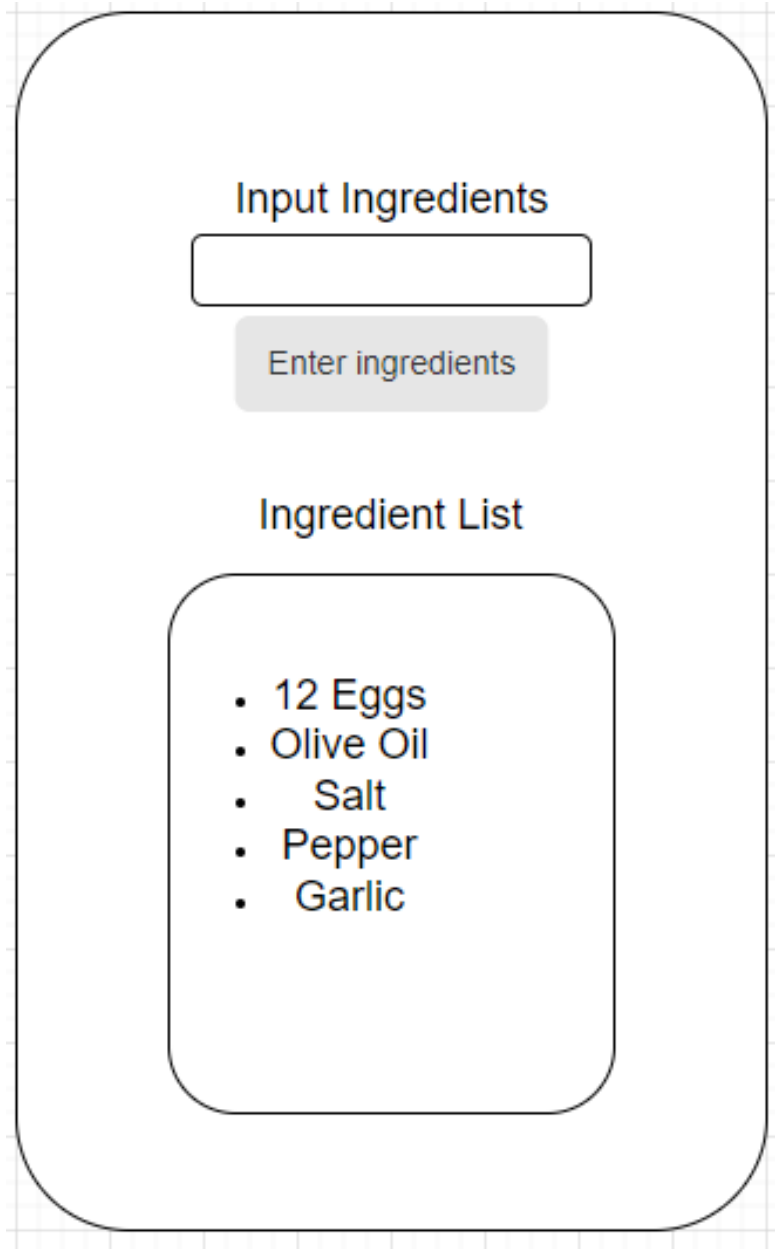 Input Ingredients
Enter ingredients
Ingredient List
12 Eggs
Olive Oil
Salt
Pepper
Garlic